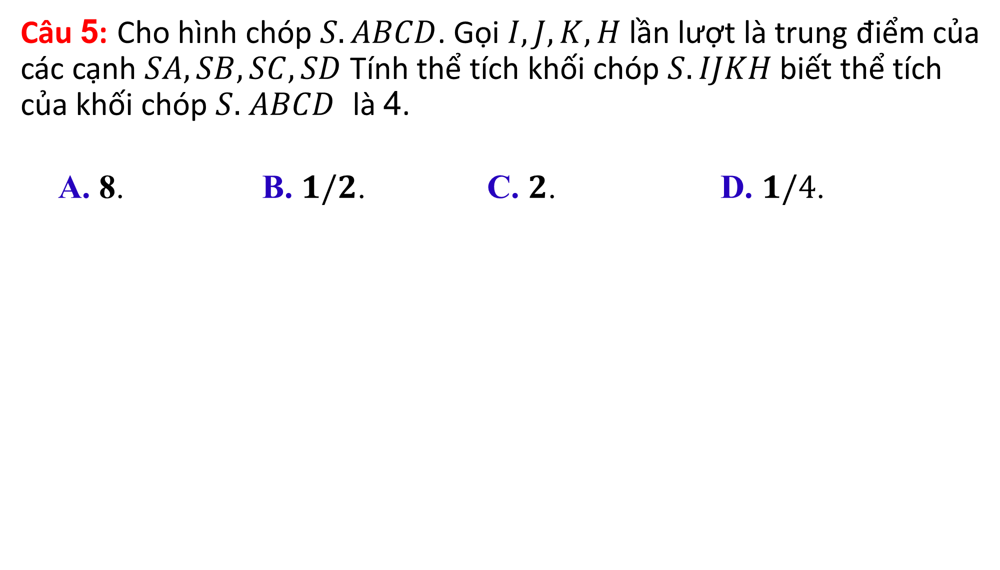 Câu 5: Cho hình chóp S. ABCD. Gọi I, J, K, H lần lượt là trung điểm của
các cạnh SA, SB, SC, SD Tính thể tích khối chóp S. IJKH biết thể tích
của khối chóp S. ABCD là 4.
A. 8. B. 1/2. C. 2. D. 1/4.